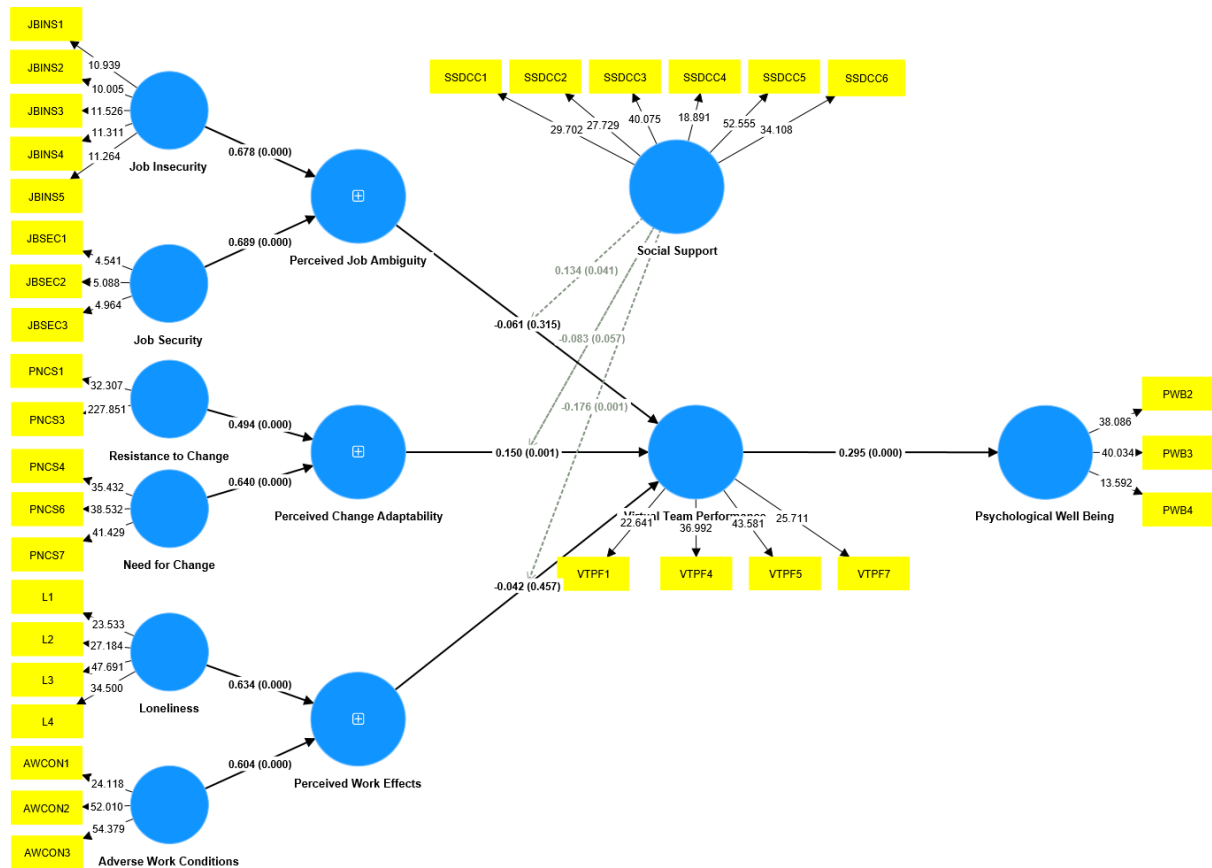 JBINS1
JBINS2
JBINS3
JBINS4
JBINS5
10.939
10.005
11.526
11.311
11.264
Job Insecurity
0.678 (0.000)
JBSEC1
JBSEC2
JBSEC3
4.541
5.088
4.964
Job Security
0.689 (0.000)
Perceived Job Ambiguity
SSDCC1
SSDCC2
SSDCC3
SSDCC4
SSDCC5
SSDCC6
29.702
27.729
40.075
18.891
52.555
34.108
Social Support
0.134 (0.041)
-0.061 (0.315)
-0.083 (0.057)
-0.176 (0.001)
PNCS1
PNCS3
32.307
227.851
Resistance to Change
0.494 (0.000)
PNCS4
PNCS6
PNCS7
35.432
38.532
41.429
Need for Change
0.640 (0.000)
Perceived Change Adaptability
0.150 (0.001)
Virtual Team Performance
22.641
36.992
43.581
25.711
VTPF1
VTPF4
VTPF5
VTPF7
0.295 (0.000)
Psychological Well Being
38.086
40.034
13.592
PWB2
PWB3
PWB4
L1
L2
L3
L4
23.533
27.184
47.691
34.500
Loneliness
0.634 (0.000)
AWCON1
AWCON2
AWCON3
24.118
52.010
54.379
Adverse Work Conditions
0.604 (0.000)
Perceived Work Effects
-0.042 (0.457)